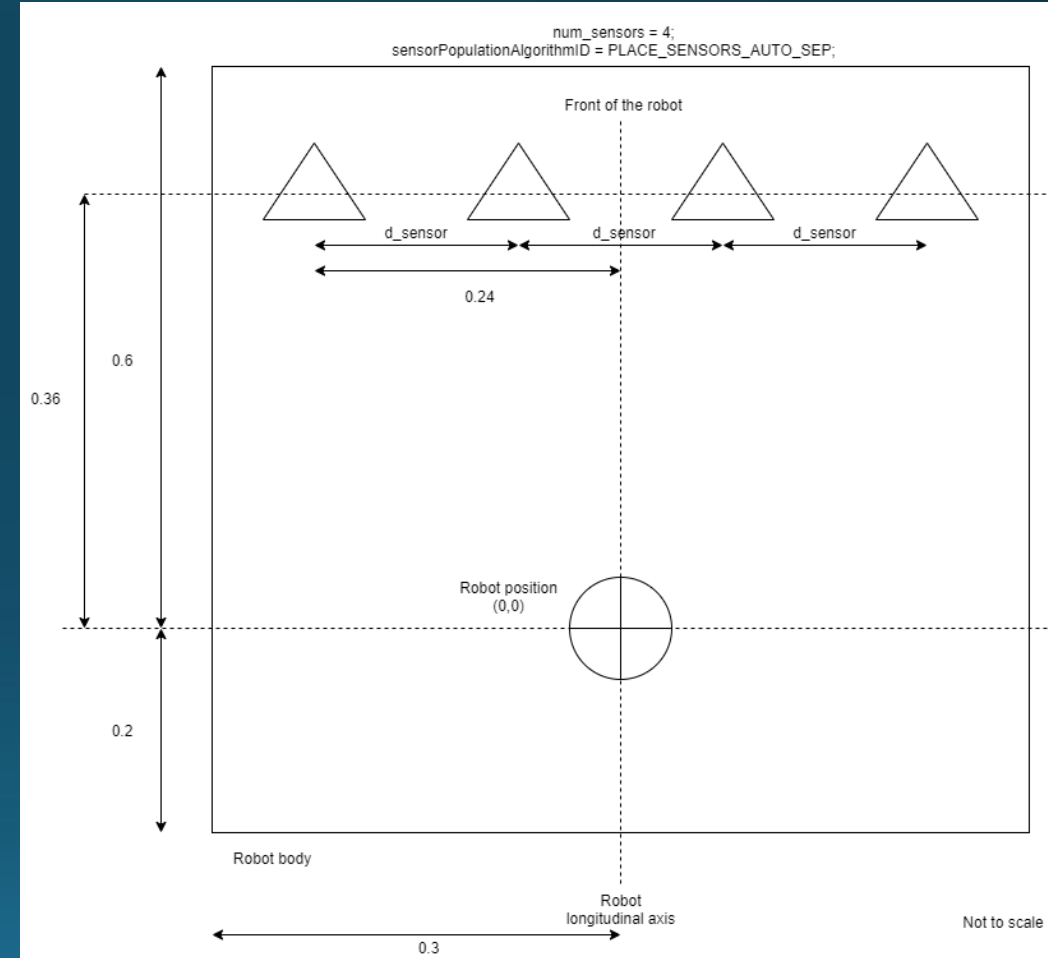 num_sensors = 4;
sensorPopulationAlgorithmID = PLACE_SENSORS_AUTO_SEP;
Front of the robot
d_sensor
d_sensor
d_sensor
0.24
0.6
0.36
Robot position
(0,0)
0.2
Robot body
Robot
longitudinal axis
Not to scale
0.3